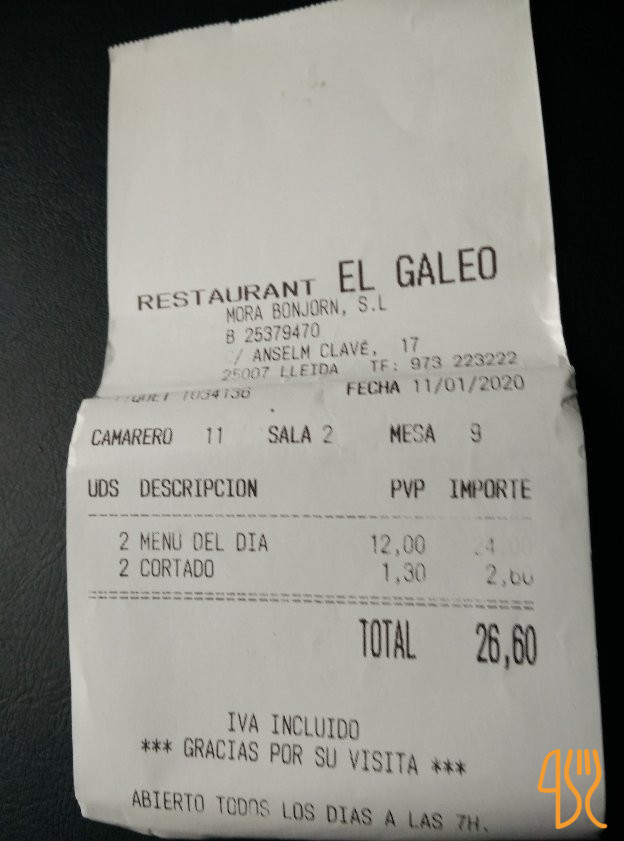 RESTAURANT EL GALEO
MORA BONJORN, S.L
B 25379470
C/ ANSELM CLAVÉ, 17
25007 LLEIDA TF: 973 223222
FECHA 11/01/2020
CAMARERO 11 SALA 2 MESA 9
UDS DESCRIPCION PVP IMPORTE
2 MENU DEL DIA 12,00 24,00
2 CORTADO 1,30 2,60
TOTAL 26,60
IVA INCLUIDO
*** GRACIAS POR SU VISITA ***
ABIERTO TODOS LOS DIAS A LAS 7H.